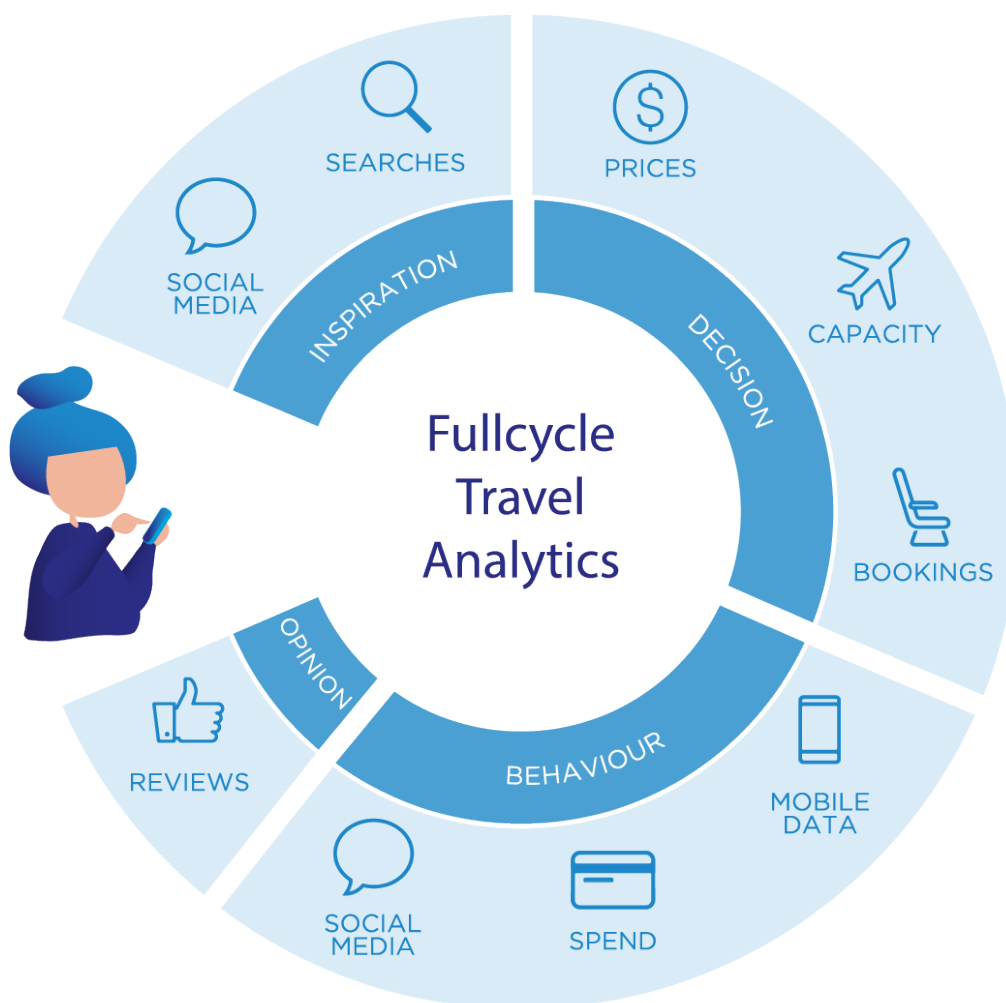 SEARCHES
SOCIAL
MEDIA
INSPIRATION
$
PRICES
CAPACITY
BOOKINGS
DECISION
Fullcycle
Travel
Analytics
MOBILE
DATA
SPEND
SOCIAL
MEDIA
BEHAVIOUR
REVIEWS
OPINION